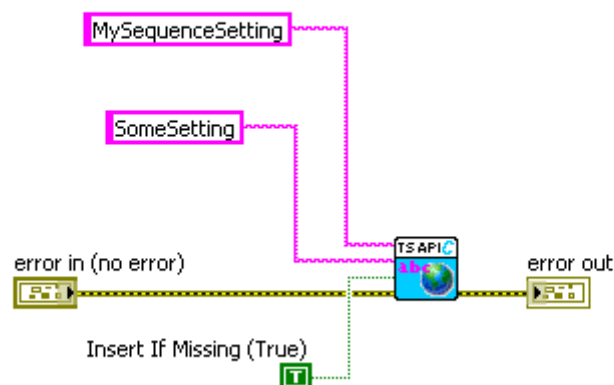 MySequenceSetting
SomeSetting
TS API C
abc
error in (no error)
error out
Insert If Missing (True)
T